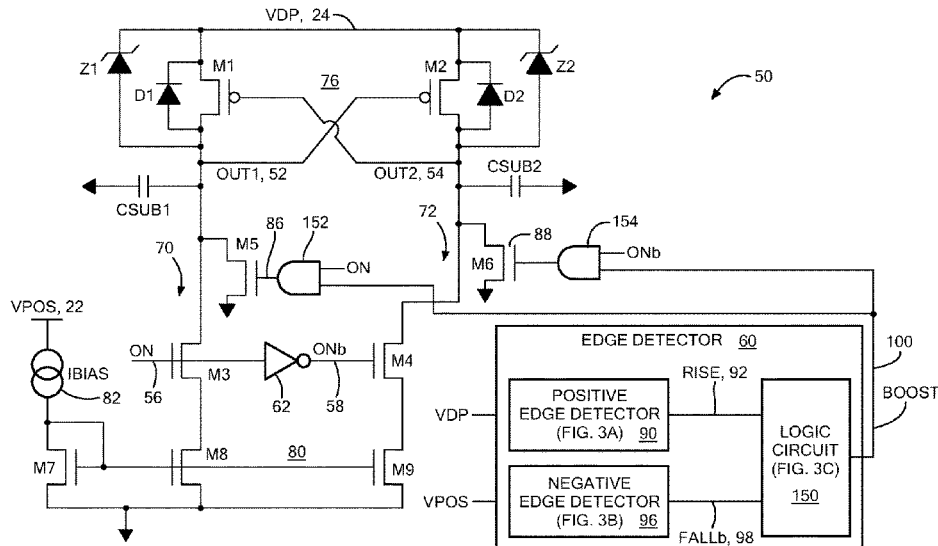 VDP, 24
Z1
M1
76
M2
Z2
50
D1
D2
OUT1, 52
OUT2, 54
CSUB2
CSUB1
72
86
152
88
154
70
M5
ON
M6
ONb
VPOS, 22
ON
ONb
M4
EDGE DETECTOR 60
100
IBIAS
M3
RISE, 92
BOOST
82
56
62
58
VDP
POSITIVE
EDGE DETECTOR
(FIG. 3A) 90
LOGIC
CIRCUIT
(FIG. 3C)
150
M7
M8
80
M9
VPOS
NEGATIVE
EDGE DETECTOR
(FIG. 3B) 96
FALLb, 98